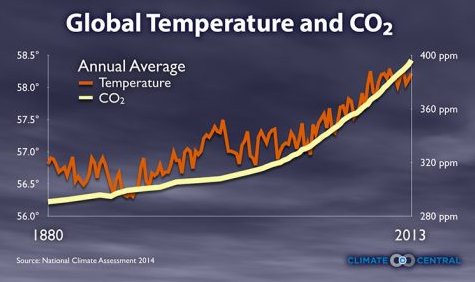 Global Temperature and CO₂
Annual Average
Temperature
CO₂
58.5°
58.0°
57.5°
57.0°
56.5°
56.0°
400 ppm
360 ppm
320 ppm
280 ppm
1880
2013
Source: National Climate Assessment 2014
CLIMATE CENTRAL